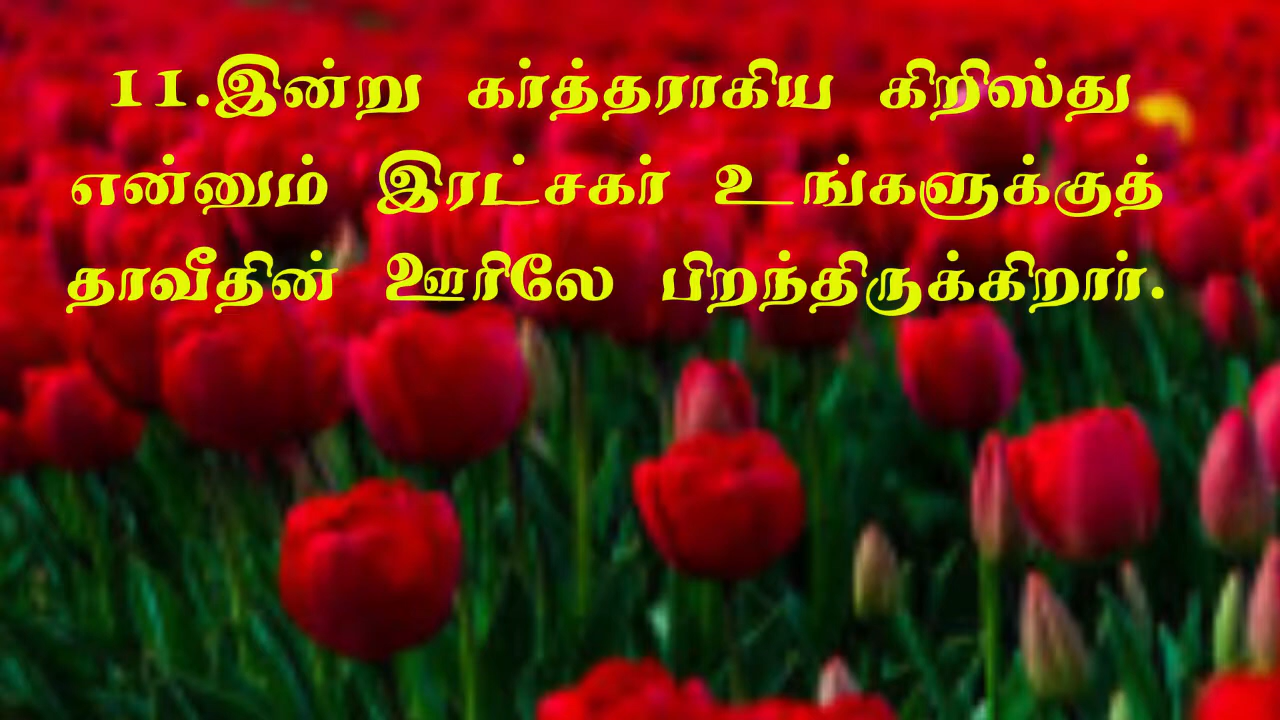 11.இன்று கர்த்தராகிய கிறிஸ்து
என்னும் இரட்சகர் உங்களுக்குத்
தாவீதின் ஊரிலே பிறந்திருக்கிறார்.